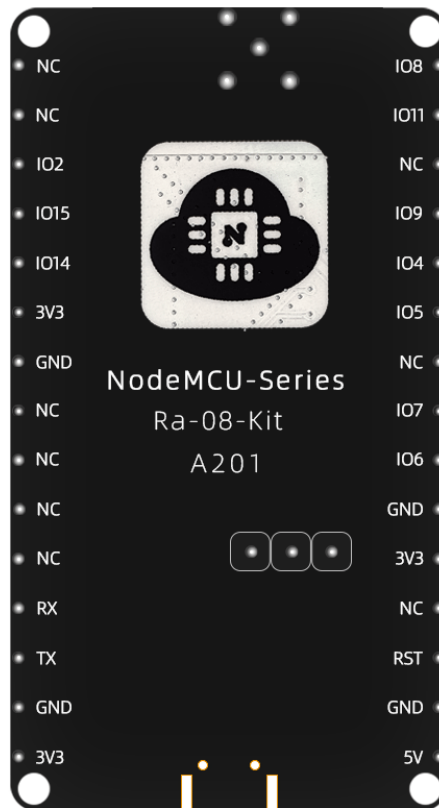 NC IO8
NC IO11
IO2 NC
IO15 IO9
IO14 IO4
3V3 IO5
GND NC
NodeMCU-Series
NC IO7
Ra-08-Kit
NC IO6
A201
NC GND
NC 3V3
RX NC
TX RST
GND GND
3V3 5V